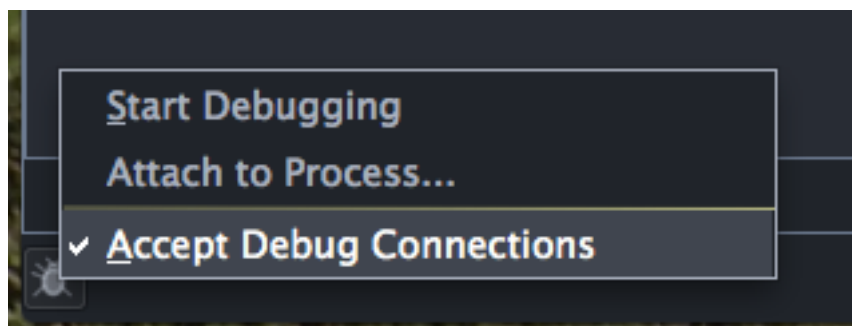 Start Debugging
Attach to Process...
Accept Debug Connections